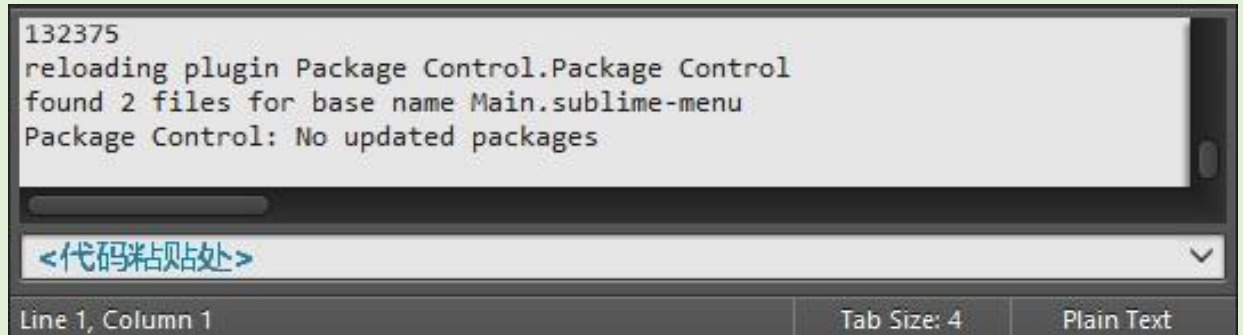 132375
reloading plugin Package Control.Package Control
found 2 files for base name Main.sublime-menu
Package Control: No updated packages
<代码粘贴处>
Line 1, Column 1
Tab Size: 4
Plain Text